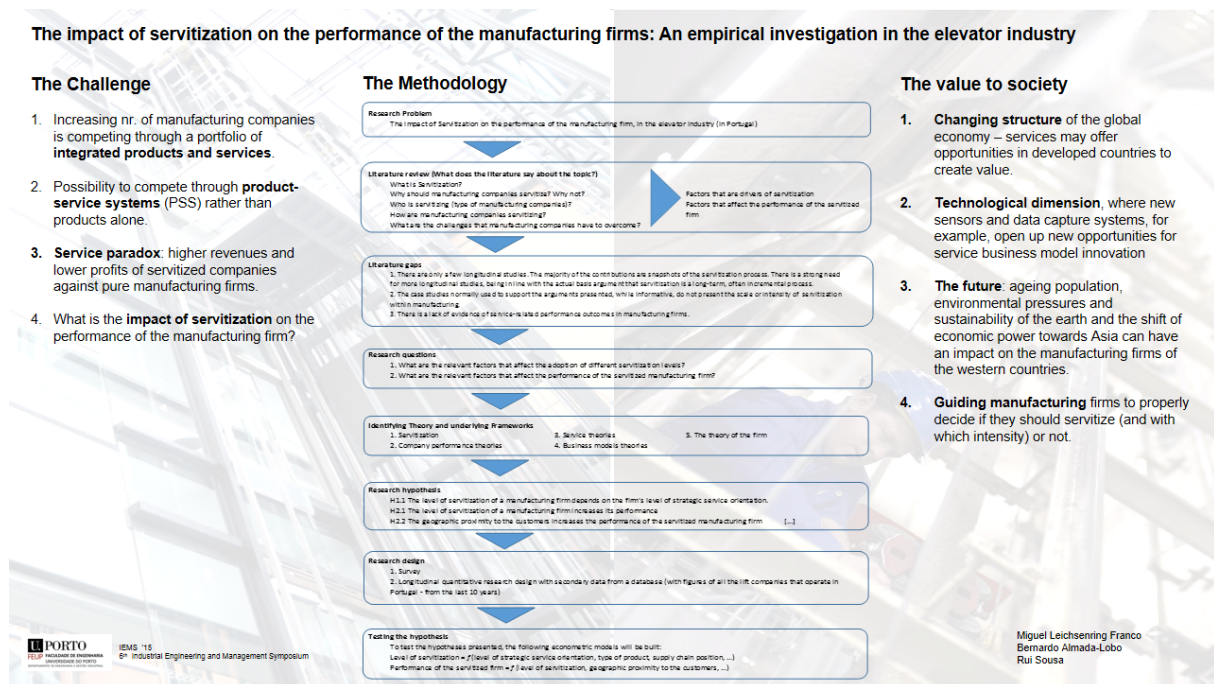 The impact of servitization on the performance of the manufacturing firms: An empirical investigation in the elevator industry
The Challenge
1. Increasing nr. of manufacturing companies
is competing through a portfolio of
integrated products and services.
2. Possibility to compete through product-
service systems (PSS) rather than
products alone.
3. Service paradox: higher revenues and
lower profits of servitized companies
against pure manufacturing firms.
4. What is the impact of servitization on the
performance of the manufacturing firm?
The Methodology
Research Problem
The Impact of Servitization on the performance of the manufacturing firm, in the elevator industry (in Portugal)
Literature review (What does the literature say about the topic?)
What is Servitization?
Why should manufacturing companies servitize? Why not?
Who is servitizing (type of manufacturing companies)?
How are manufacturing companies servitizing?
What are the challenges that manufacturing companies have to overcome?
Factors that are drivers of servitization
Factors that affect the performance of the servitized
firm
Literature gaps
1. There are only a few longitudinal studies. The majority of the contributions are snapshots of the servitization process. There is a strong need
for more longitudinal studies, being in line with the actual basis argument that servitization is a long-term, often incremental process.
2. The case studies normally used to support the arguments presented, while informative, do not present the scale or intensity of servitization
within manufacturing.
3. There is a lack of evidence of service-related performance outcomes in manufacturing firms.
Research questions
1. What are the relevant factors that affect the adoption of different servitization levels?
2. What are the relevant factors that affect the performance of the servitized manufacturing firm?
Identifying Theory and underlying Frameworks
1. Servitization 3. Service theories 5. The theory of the firm
2. Company performance theories 4. Business models theories
Research hypothesis
H1.1 The level of servitization of a manufacturing firm depends on the firm's level of strategic service orientation.
H2.1 The level of servitization of a manufacturing firm increases its performance
H2.2 The geographic proximity to the customers increases the performance of the servitized manufacturing firm [...]
Research design
1. Survey
2. Longitudinal quantitative research design with secondary data from a database (with figures of all the lift companies that operate in
Portugal - from the last 10 years)
Testing the hypothesis
To test the hypotheses presented, the following econometric models will be built:
Level of servitization = f(level of strategic service orientation, type of product, supply chain position, ...)
Performance of the servitized firm = f (level of servitization, geographic proximity to the customers, ...)
The value to society
1. Changing structure of the global
economy – services may offer
opportunities in developed countries to
create value.
2. Technological dimension, where new
sensors and data capture systems, for
example, open up new opportunities for
service business model innovation
3. The future: ageing population,
environmental pressures and
sustainability of the earth and the shift of
economic power towards Asia can have
an impact on the manufacturing firms of
the western countries.
4. Guiding manufacturing firms to properly
decide if they should servitize (and with
which intensity) or not.
U. PORTO
FEUP FACULDADE DE ENGENHARIA
UNIVERSIDADE DO PORTO
IEMS '15
6th Industrial Engineering and Management Symposium
Miguel Leichsenring Franco
Bernardo Almada-Lobo
Rui Sousa